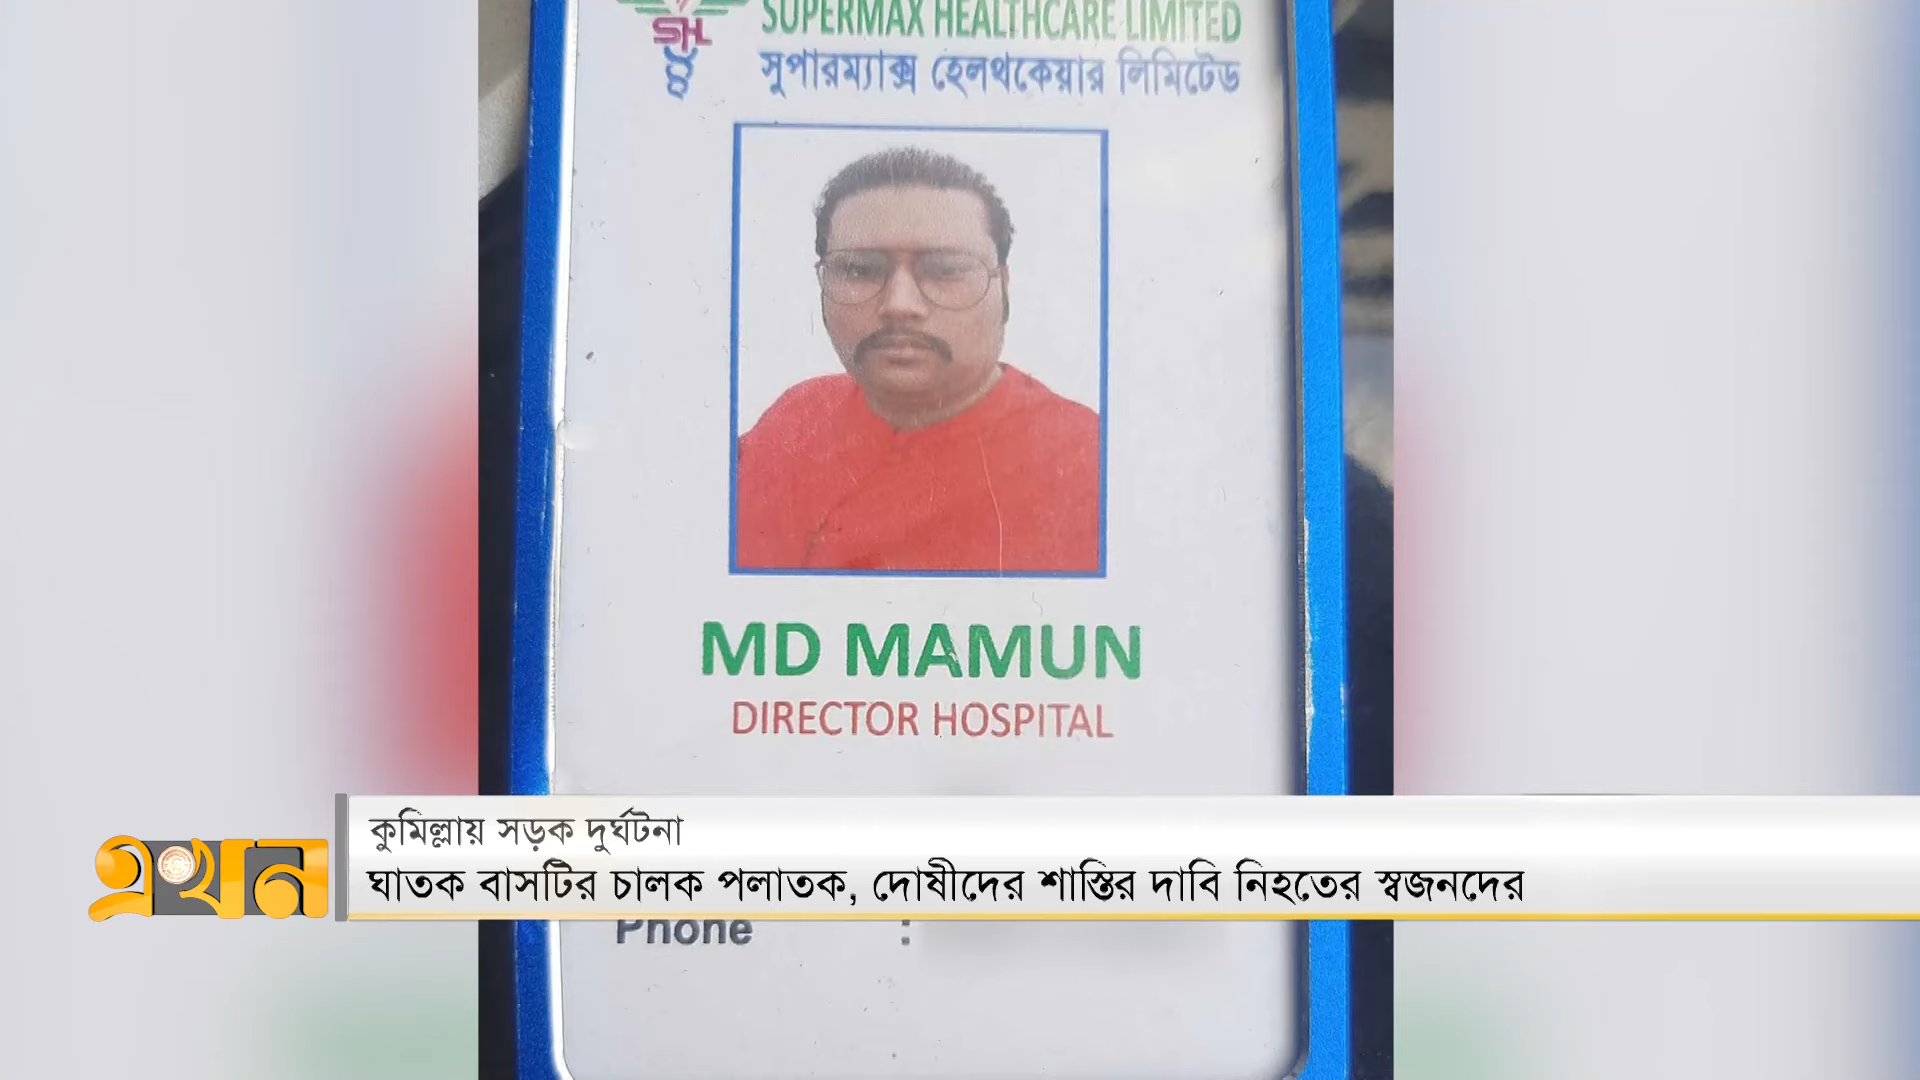 SHL
SUPERMAX HEALTHCARE LIMITED
সুপারম্যাক্স হেলথকেয়ার লিমিটেড
MD MAMUN
DIRECTOR HOSPITAL
কুমিল্লায় সড়ক দুর্ঘটনা
এখন
ঘাতক বাসটির চালক পলাতক, দোষীদের শাস্তির দাবি নিহতের স্বজনদের
Phone :